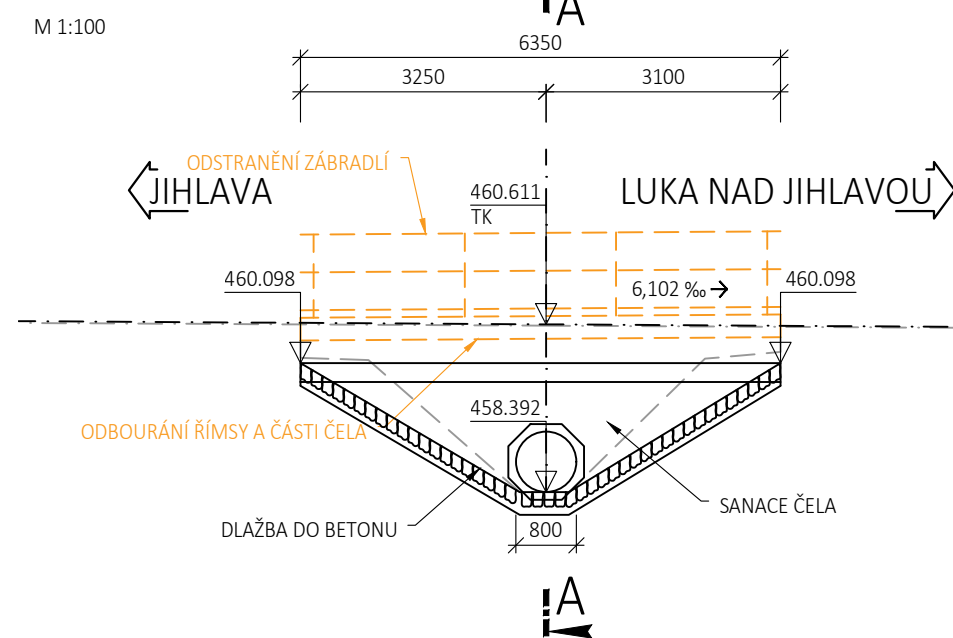 A
M 1:100
6350
3250
3100
ODSTRANĚNÍ ZÁBRADLÍ
JIHLAVA
460.611
TK
LUKA NAD JIHLAVOU
460.098
6,102 ‰ →
460.098
458.392
ODBOURÁNÍ ŘÍMSY A ČÁSTI ČELA
SANACE ČELA
DLAŽBA DO BETONU
800
A